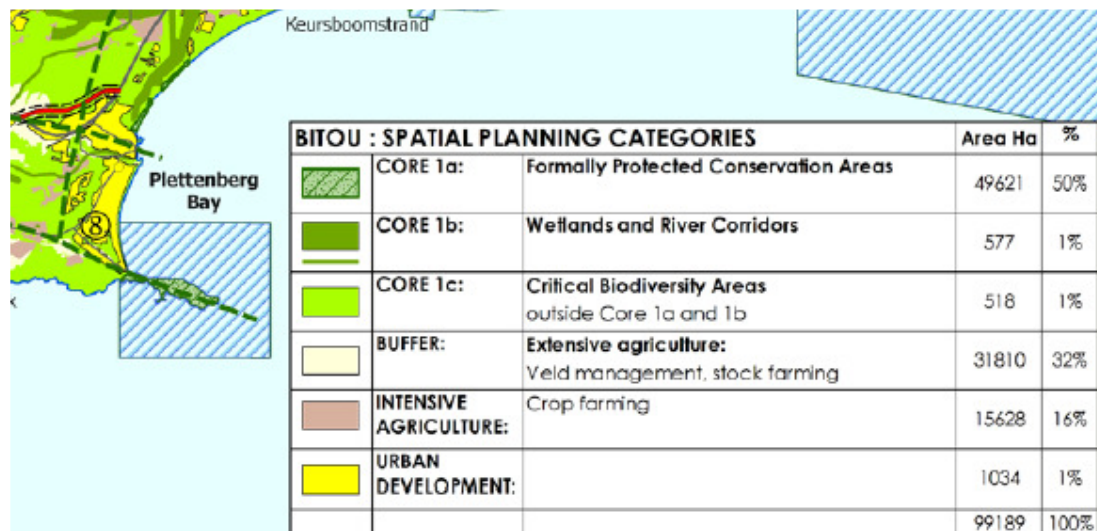 Keursboomstrand
Plettenberg
Bay
8
BITOU : SPATIAL PLANNING CATEGORIES Area Ha %
CORE 1a: Formally Protected Conservation Areas 49621 50%
CORE 1b: Wetlands and River Corridors 577 1%
CORE 1c: Critical Biodiversity Areas 518 1%
outside Core 1a and 1b
BUFFER: Extensive agriculture: 31810 32%
Veld management, stock farming
INTENSIVE Crop farming 15628 16%
AGRICULTURE:
URBAN 1034 1%
DEVELOPMENT:
99189 100%